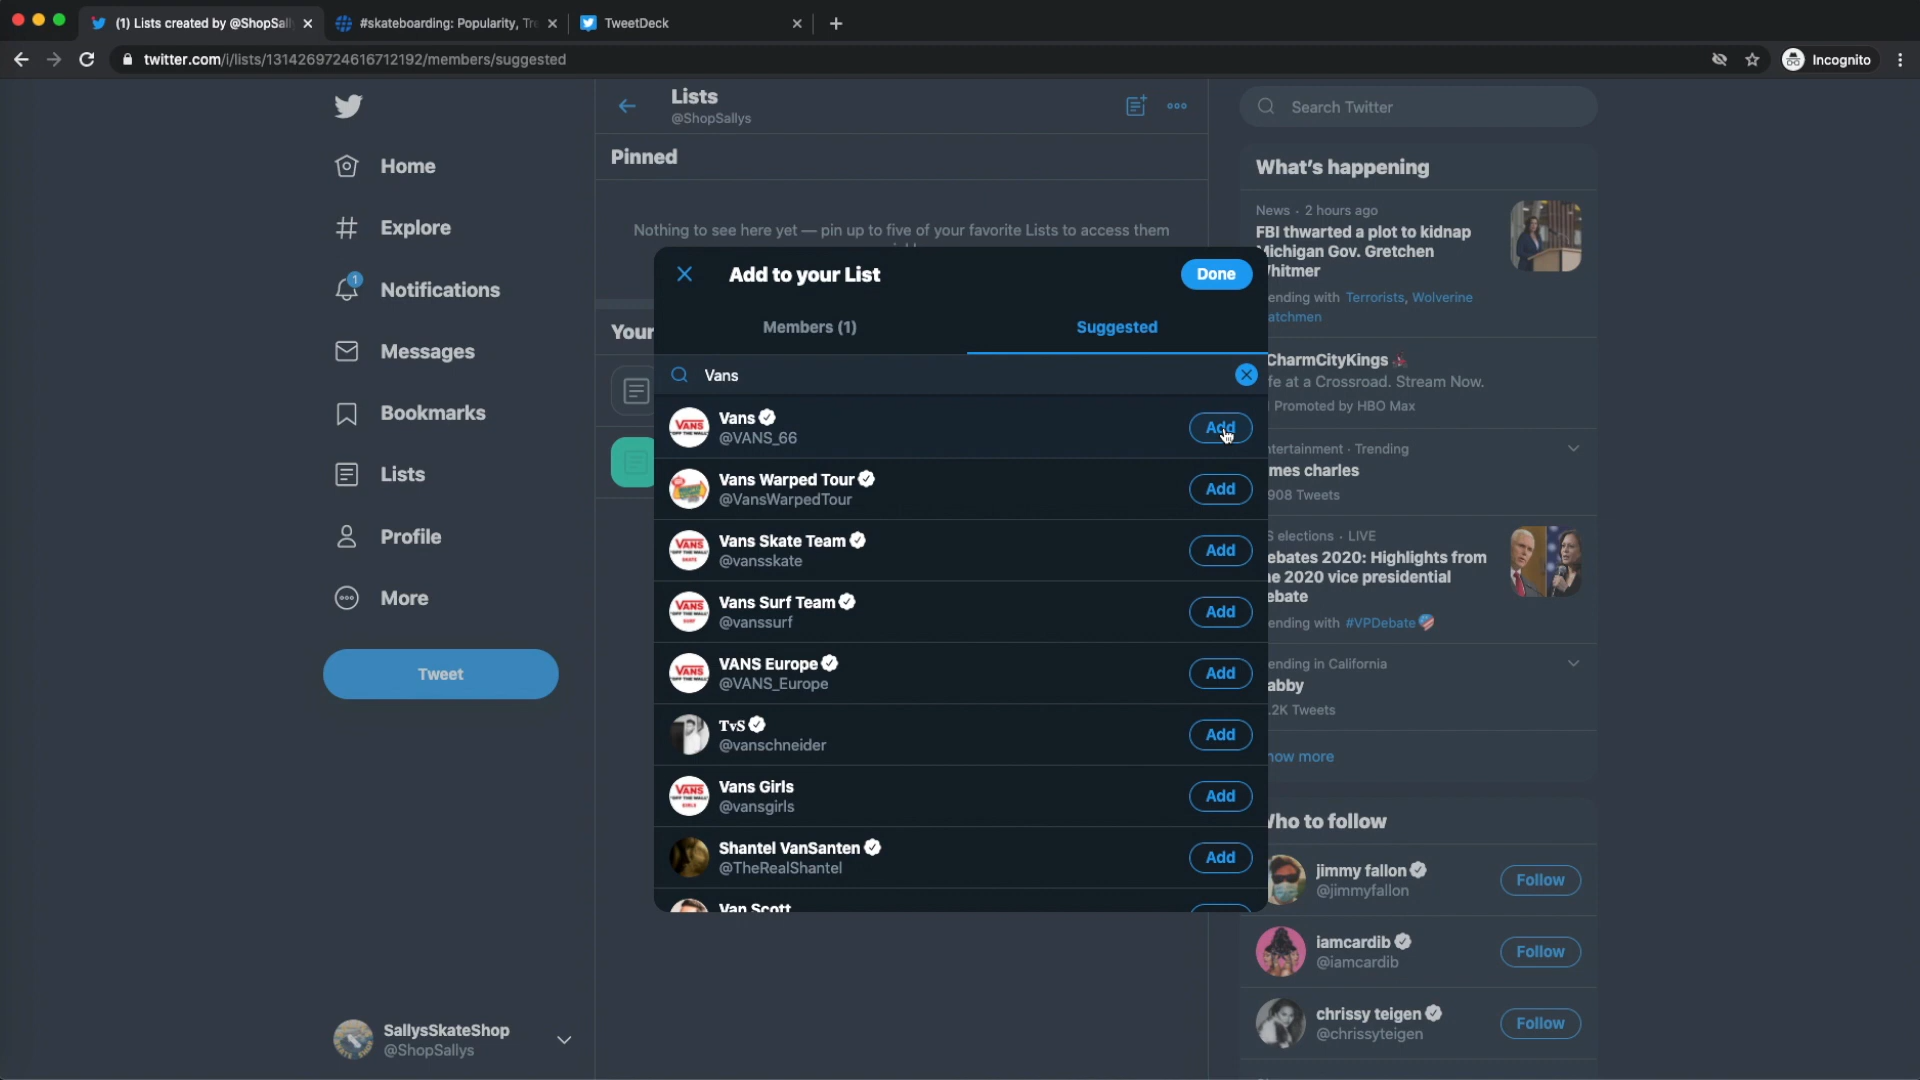 (1) Lists created by @ShopSall
#skateboarding: Popularity, Tr
TweetDeck
twitter.com/i/lists/1314269724616712192/members/suggested
Incognito
Home
Explore
1
Notifications
Messages
Bookmarks
Lists
Profile
More
Tweet
SallysSkateShop
@ShopSallys
Lists
@ShopSallys
Pinned
Nothing to see here yet — pin up to five of your favorite Lists to access them
Your
Add to your List
Done
Members (1)
Suggested
Vans
Vans
@VANS_66
Add
Vans Warped Tour
@VansWarpedTour
Add
Vans Skate Team
@vansskate
Add
Vans Surf Team
@vanssurf
Add
VANS Europe
@VANS_Europe
Add
TvS
@vanschneider
Add
Vans Girls
@vansgirls
Add
Shantel VanSanten
@TheRealShantel
Add
Van Scott
Search Twitter
What's happening
News · 2 hours ago
FBI thwarted a plot to kidnap
Michigan Gov. Gretchen
Whitmer
ending with Terrorists, Wolverine
atchmen
CharmCityKings
fe at a Crossroad. Stream Now.
Promoted by HBO Max
ntertainment · Trending
mes charles
908 Tweets
S elections · LIVE
ebates 2020: Highlights from
he 2020 vice presidential
ebate
ending with #VPDebate
ending in California
abby
.2K Tweets
how more
Who to follow
jimmy fallon
@jimmyfallon
Follow
iamcardib
@iamcardib
Follow
chrissy teigen
@chrissyteigen
Follow